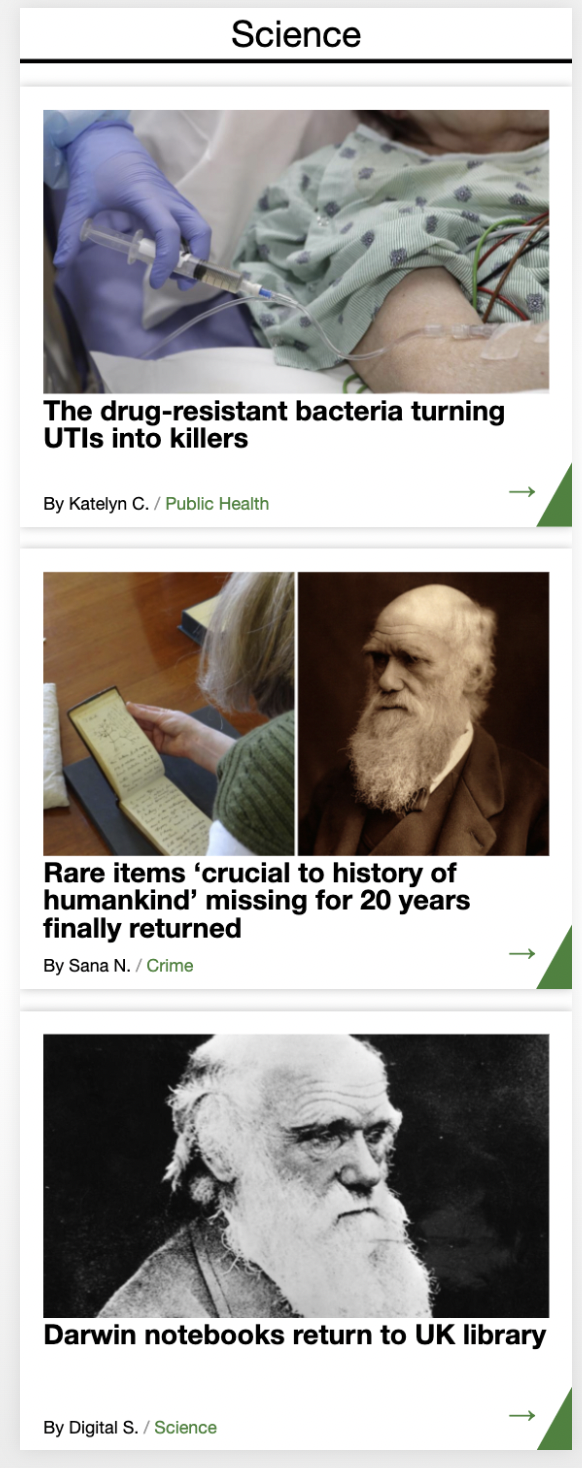 Science
The drug-resistant bacteria turning
UTIs into killers
By Katelyn C. / Public Health
→
Rare items ‘crucial to history of
humankind’ missing for 20 years
finally returned
By Sana N. / Crime
→
Darwin notebooks return to UK library
By Digital S. / Science
→